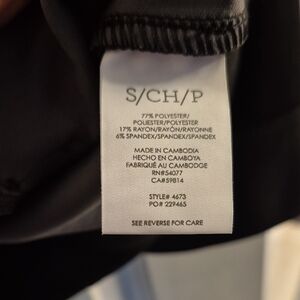 S/CH/P
77% POLYESTER/
POLIESTER/POLYESTER
17% RAYON/RAYÓN/RAYONNE
6% SPANDEX/SPANDEX/SPANDEX
MADE IN CAMBODIA
HECHO EN CAMBOYA
FABRIQUÉ AU CAMBODGE
RN#54077
CA#59814
STYLE# 4673
PO# 229465
SEE REVERSE FOR CARE